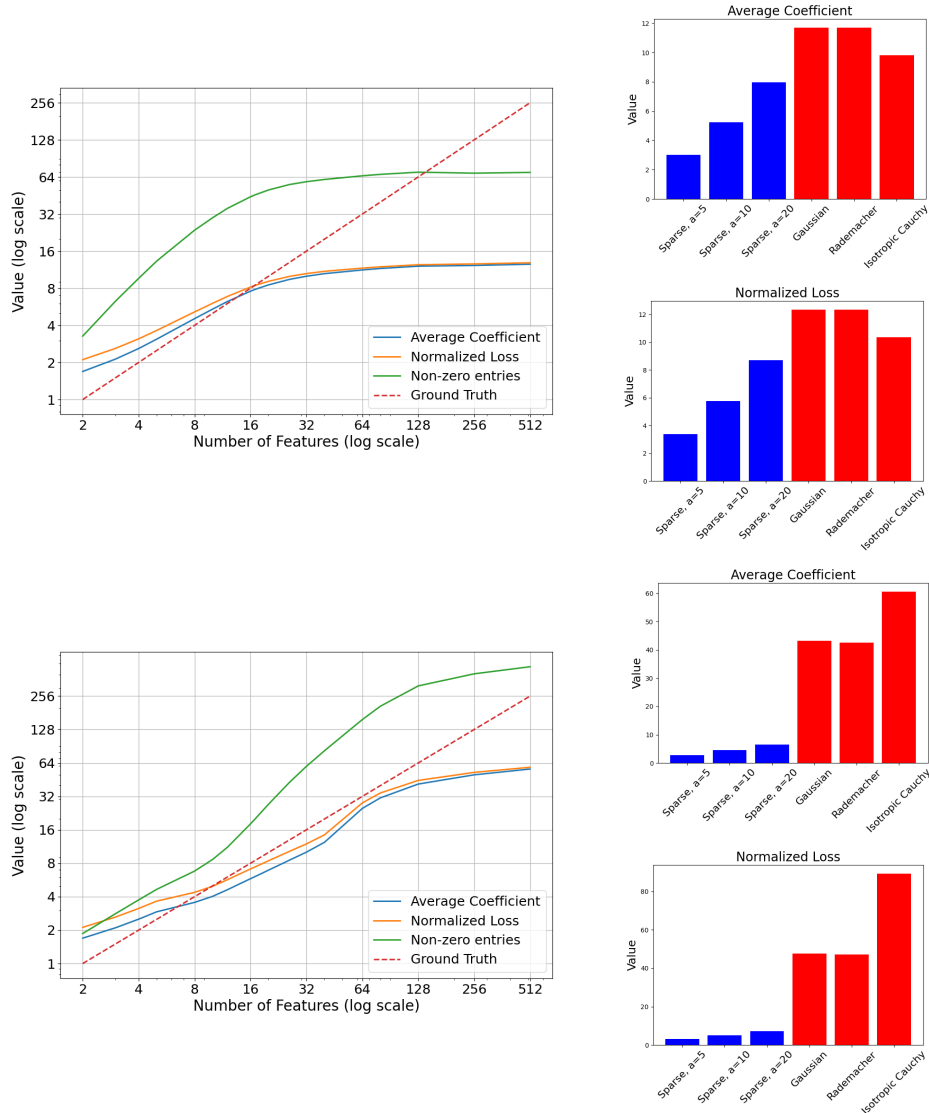 256
128
64
32
16
8
4
2
1
Value (log scale)
Average Coefficient
Normalized Loss
Non-zero entries
Ground Truth
2 4 8 16 32 64 128 256 512
Number of Features (log scale)
Average Coefficient
12
10
8
6
4
2
0
Value
Sparse, a=5
Sparse, a=10
Sparse, a=20
Gaussian
Rademacher
Isotropic Cauchy
Normalized Loss
12
10
8
6
4
2
0
Value
Sparse, a=5
Sparse, a=10
Sparse, a=20
Gaussian
Rademacher
Isotropic Cauchy
256
128
64
32
16
8
4
2
1
Value (log scale)
Average Coefficient
Normalized Loss
Non-zero entries
Ground Truth
2 4 8 16 32 64 128 256 512
Number of Features (log scale)
Average Coefficient
60
50
40
30
20
10
0
Value
Sparse, a=5
Sparse, a=10
Sparse, a=20
Gaussian
Rademacher
Isotropic Cauchy
Normalized Loss
80
60
40
20
0
Value
Sparse, a=5
Sparse, a=10
Sparse, a=20
Gaussian
Rademacher
Isotropic Cauchy